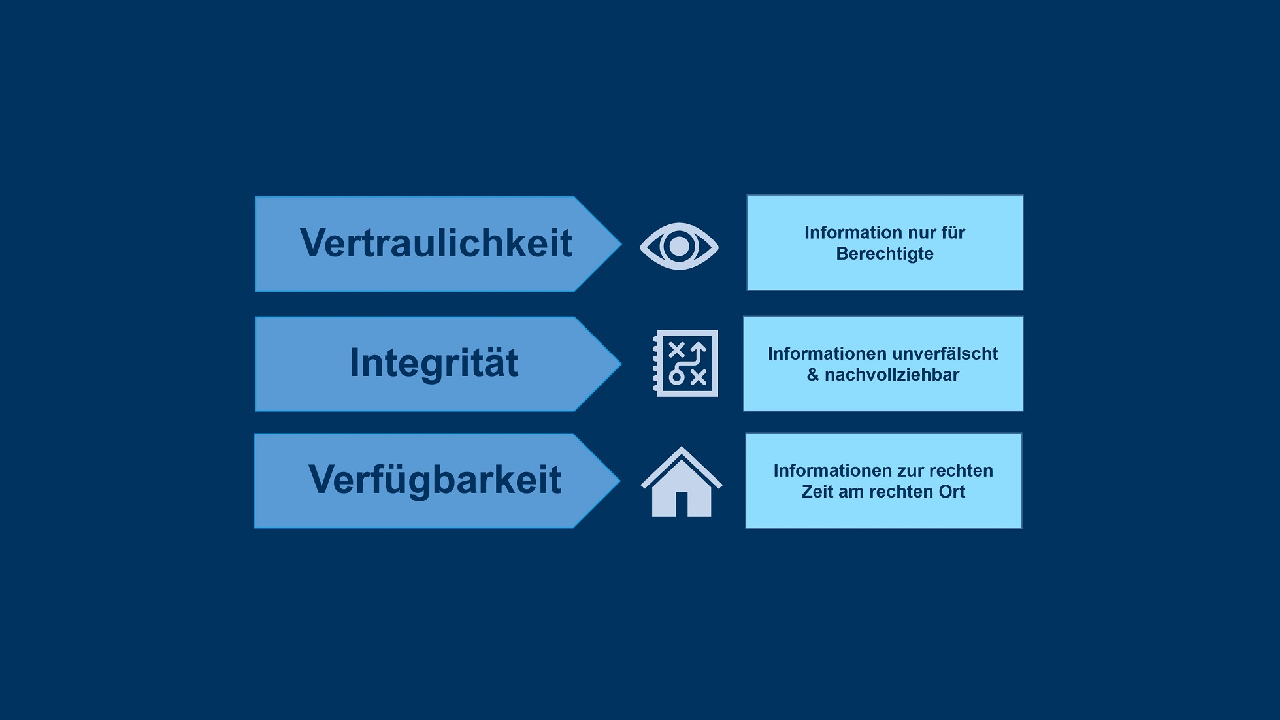 Vertraulichkeit
Information nur für
Berechtigte
Integrität
Informationen unverfälscht
& nachvollziehbar
Verfügbarkeit
Informationen zur rechten
Zeit am rechten Ort